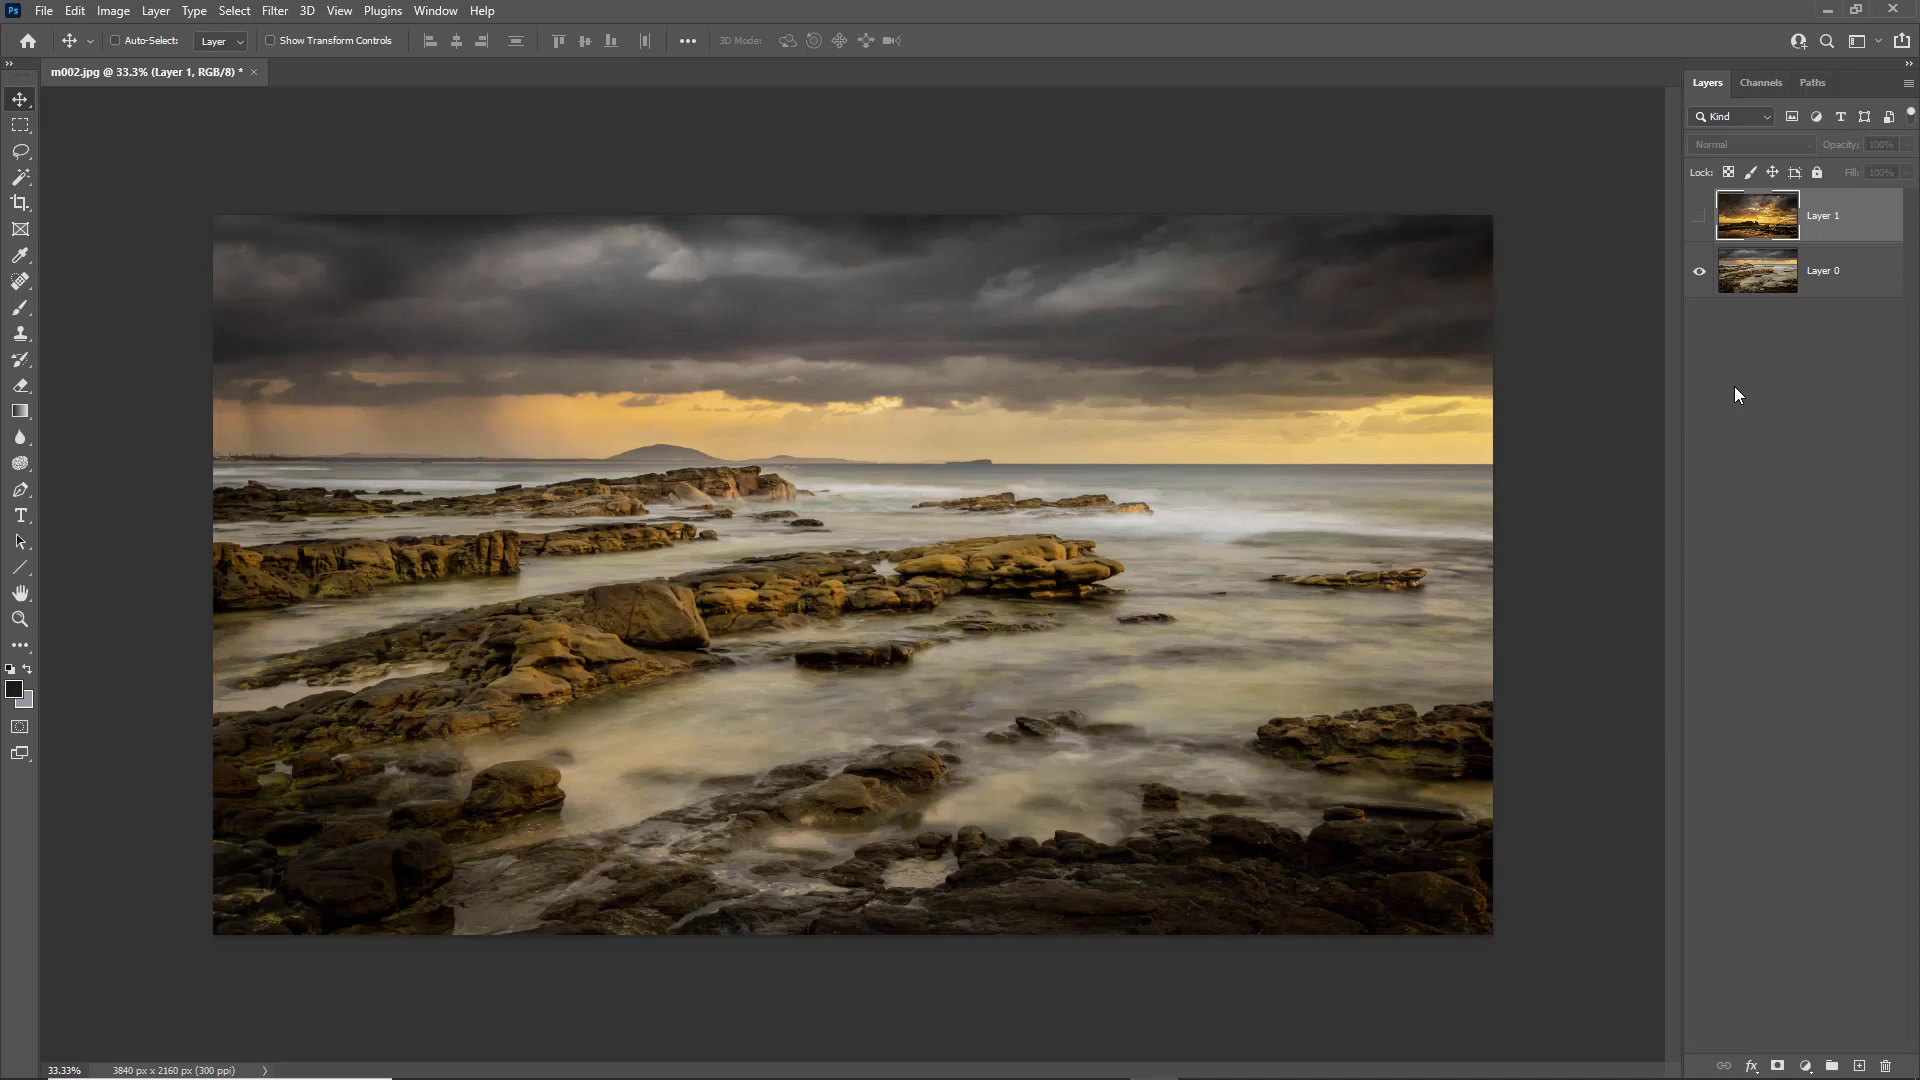 Ps File Edit Image Layer Type Select Filter 3D View Plugins Window Help
Auto-Select: Layer Show Transform Controls 3D Mode:
m002.jpg @ 33.3% (Layer 1, RGB/8) *
Layers Channels Paths
Kind
Normal Opacity: 100%
Lock: Fill: 100%
Layer 1
Layer 0
fx
33.33% 3840 px x 2160 px (300 ppi)